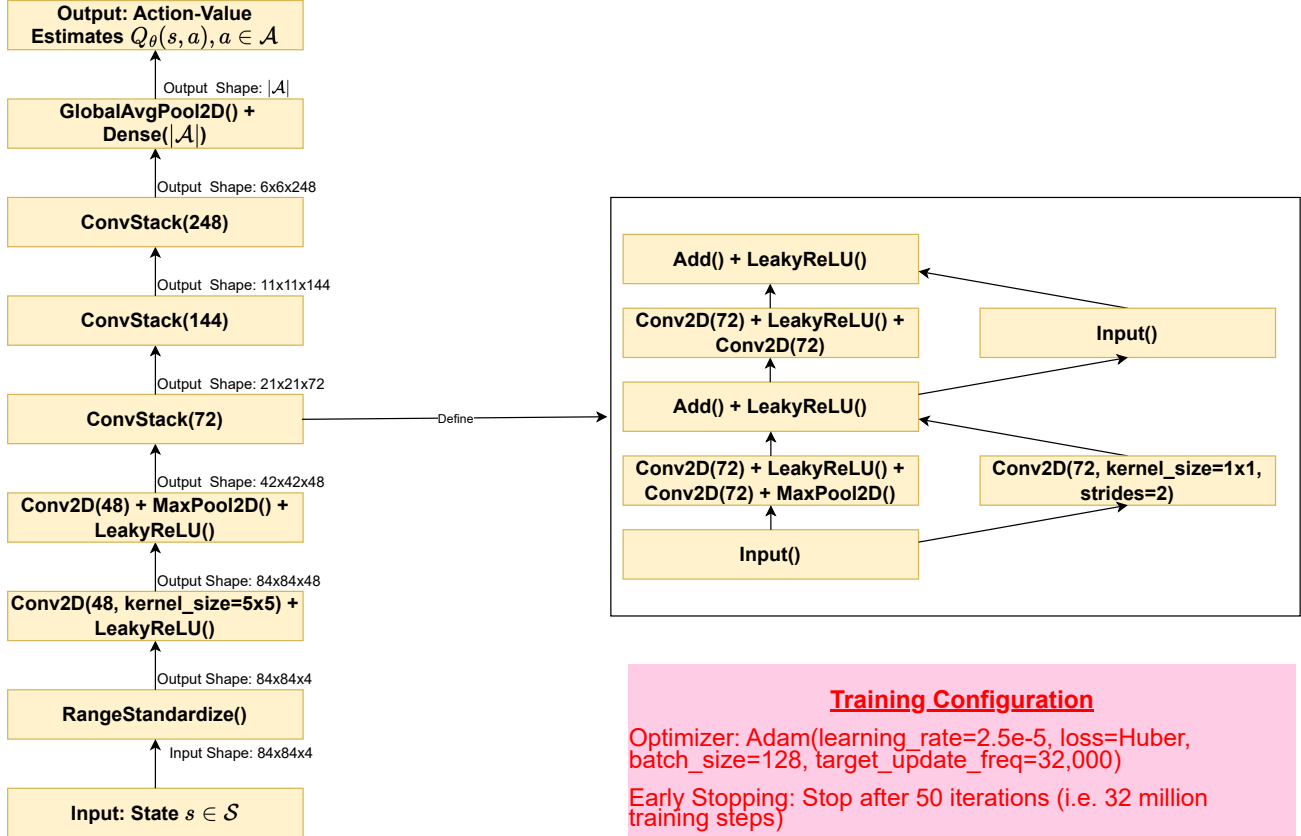 Output: Action-Value
Estimates Q_θ(s, a), a ∈ 𝒜
Output Shape: |𝒜|
GlobalAvgPool2D() +
Dense(|𝒜|)
Output Shape: 6x6x248
ConvStack(248)
Output Shape: 11x11x144
ConvStack(144)
Output Shape: 21x21x72
ConvStack(72)
Define
Output Shape: 42x42x48
Conv2D(48) + MaxPool2D() +
LeakyReLU()
Output Shape: 84x84x48
Conv2D(48, kernel_size=5x5) +
LeakyReLU()
Output Shape: 84x84x4
RangeStandardize()
Input Shape: 84x84x4
Input: State s ∈ 𝒮
Add() + LeakyReLU()
Conv2D(72) + LeakyReLU() +
Conv2D(72)
Input()
Add() + LeakyReLU()
Conv2D(72) + LeakyReLU() +
Conv2D(72) + MaxPool2D()
Conv2D(72, kernel_size=1x1,
strides=2)
Input()
Training Configuration
Optimizer: Adam(learning_rate=2.5e-5, loss=Huber,
batch_size=128, target_update_freq=32,000)
Early Stopping: Stop after 50 iterations (i.e. 32 million
training steps)